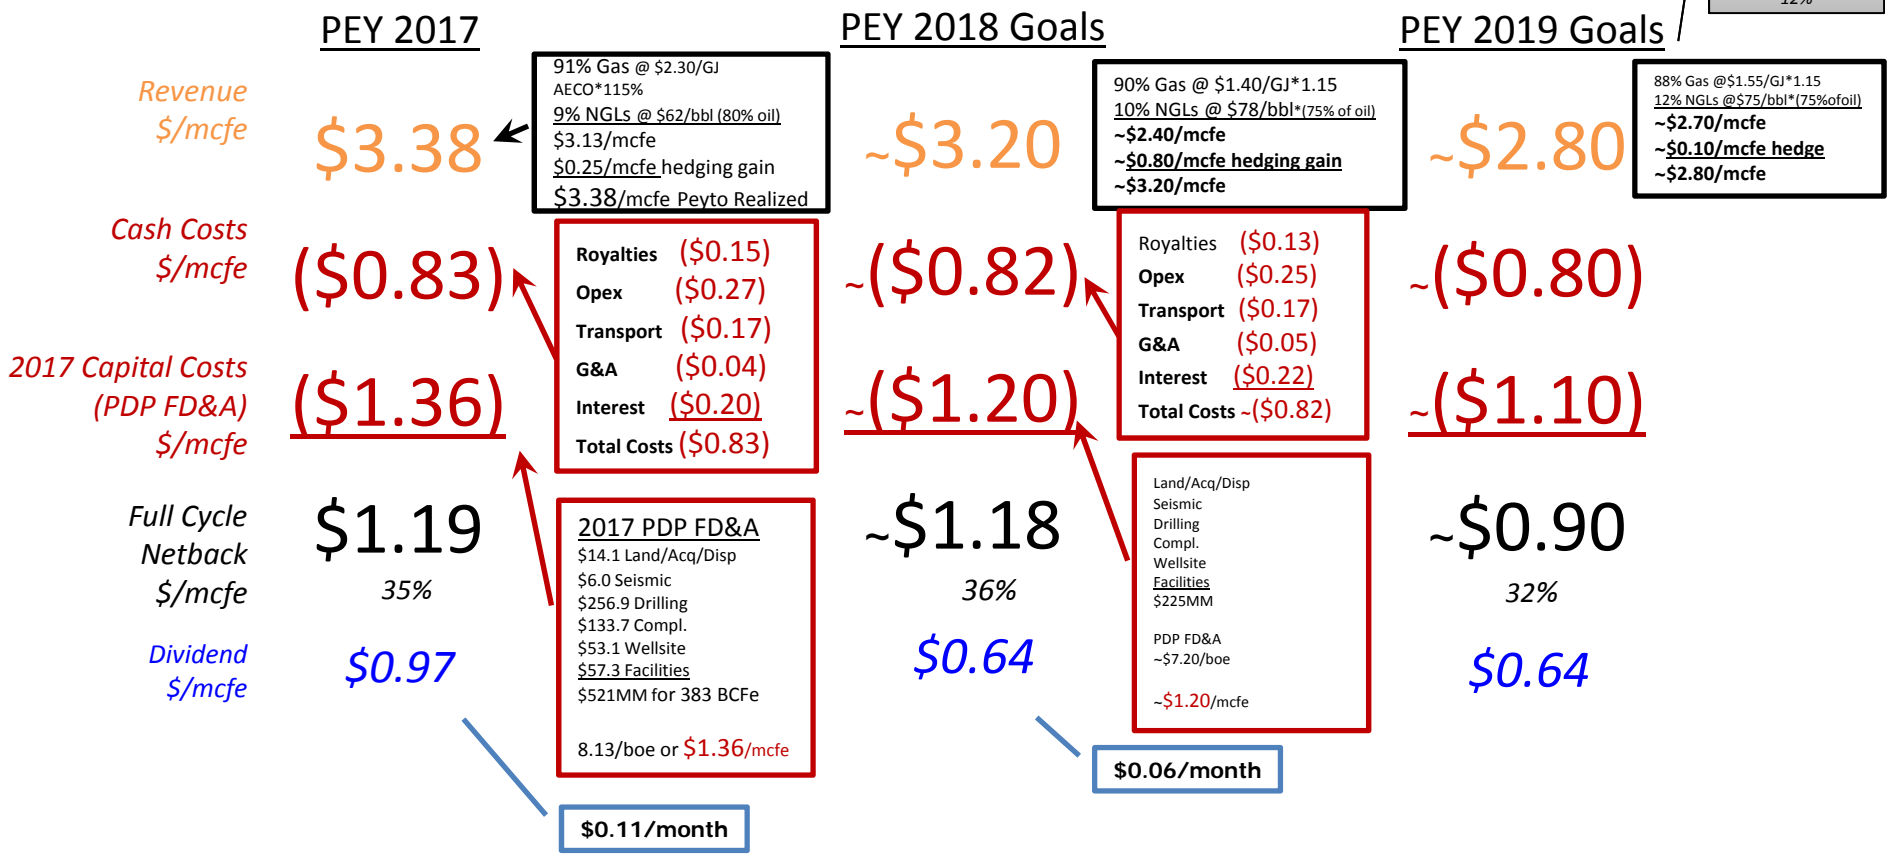 12%
PEY 2017
PEY 2018 Goals
PEY 2019 Goals
Revenue
$/mcfe
$3.38
91% Gas @ $2.30/GJ
AECO*115%
9% NGLs @ $62/bbl (80% oil)
$3.13/mcfe
$0.25/mcfe hedging gain
$3.38/mcfe Peyto Realized
~$3.20
90% Gas @ $1.40/GJ*1.15
10% NGLs @ $78/bbl*(75% of oil)
~$2.40/mcfe
~$0.80/mcfe hedging gain
~$3.20/mcfe
~$2.80
88% Gas @$1.55/GJ*1.15
12% NGLs @$75/bbl*(75%ofoil)
~$2.70/mcfe
~$0.10/mcfe hedge
~$2.80/mcfe
Cash Costs
$/mcfe
($0.83)
Royalties ($0.15)
Opex ($0.27)
Transport ($0.17)
G&A ($0.04)
Interest ($0.20)
Total Costs ($0.83)
~($0.82)
Royalties ($0.13)
Opex ($0.25)
Transport ($0.17)
G&A ($0.05)
Interest ($0.22)
Total Costs ~($0.82)
~($0.80)
2017 Capital Costs
(PDP FD&A)
$/mcfe
($1.36)
~($1.20)
~($1.10)
Full Cycle
Netback
$/mcfe
$1.19
35%
2017 PDP FD&A
$14.1 Land/Acq/Disp
$6.0 Seismic
$256.9 Drilling
$133.7 Compl.
$53.1 Wellsite
$57.3 Facilities
$521MM for 383 BCFe
8.13/boe or $1.36/mcfe
~$1.18
36%
Land/Acq/Disp
Seismic
Drilling
Compl.
Wellsite
Facilities
$225MM
PDP FD&A
~$7.20/boe
~$1.20/mcfe
~$0.90
32%
Dividend
$/mcfe
$0.97
$0.64
$0.64
$0.11/month
$0.06/month